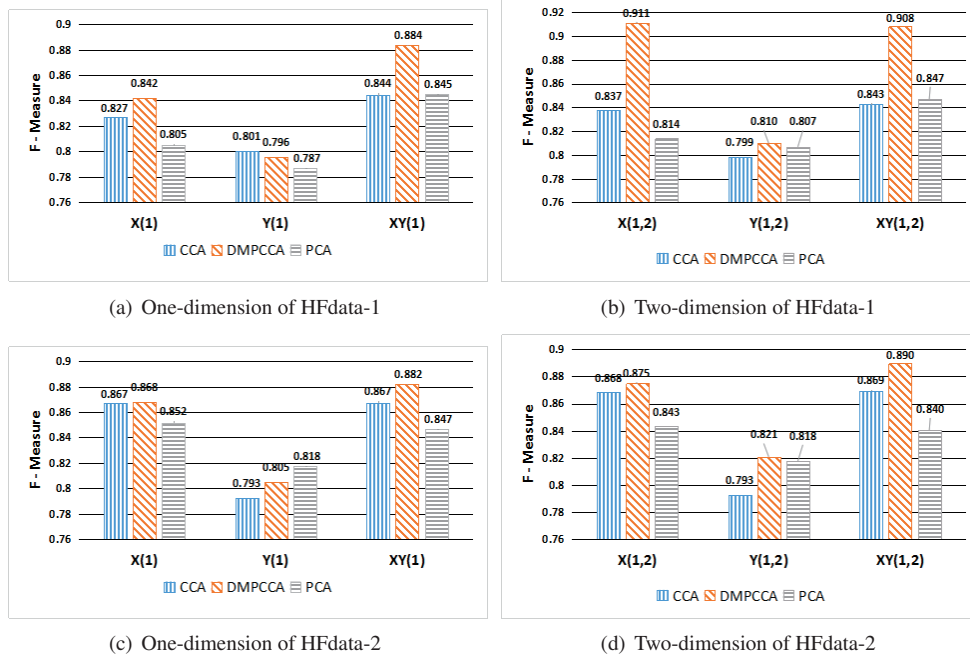 0.9
0.88
0.86
0.84
0.82
0.8
0.78
0.76
F - Measure
0.827
0.842
0.805
0.801
0.796
0.787
0.844
0.884
0.845
X(1)
Y(1)
XY(1)
CCA
DMPCCA
PCA
(a) One-dimension of HFdata-1
0.92
0.9
0.88
0.86
0.84
0.82
0.8
0.78
0.76
F - Measure
0.837
0.911
0.814
0.799
0.810
0.807
0.843
0.908
0.847
X(1,2)
Y(1,2)
XY(1,2)
CCA
DMPCCA
PCA
(b) Two-dimension of HFdata-1
0.9
0.88
0.86
0.84
0.82
0.8
0.78
0.76
F - Measure
0.867
0.868
0.852
0.793
0.805
0.818
0.867
0.882
0.847
X(1)
Y(1)
XY(1)
CCA
DMPCCA
PCA
(c) One-dimension of HFdata-2
0.9
0.88
0.86
0.84
0.82
0.8
0.78
0.76
F - Measure
0.868
0.875
0.843
0.793
0.821
0.818
0.869
0.890
0.840
X(1,2)
Y(1,2)
XY(1,2)
CCA
DMPCCA
PCA
(d) Two-dimension of HFdata-2